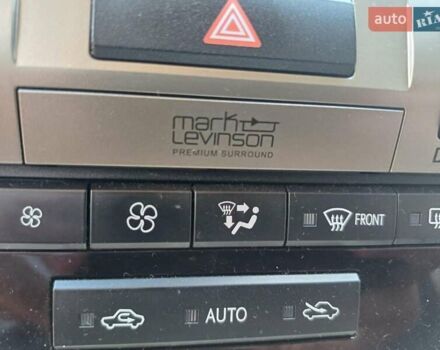 auto RIA
mark
Levinson
PREMIUM SURROUND
FRONT
AUTO